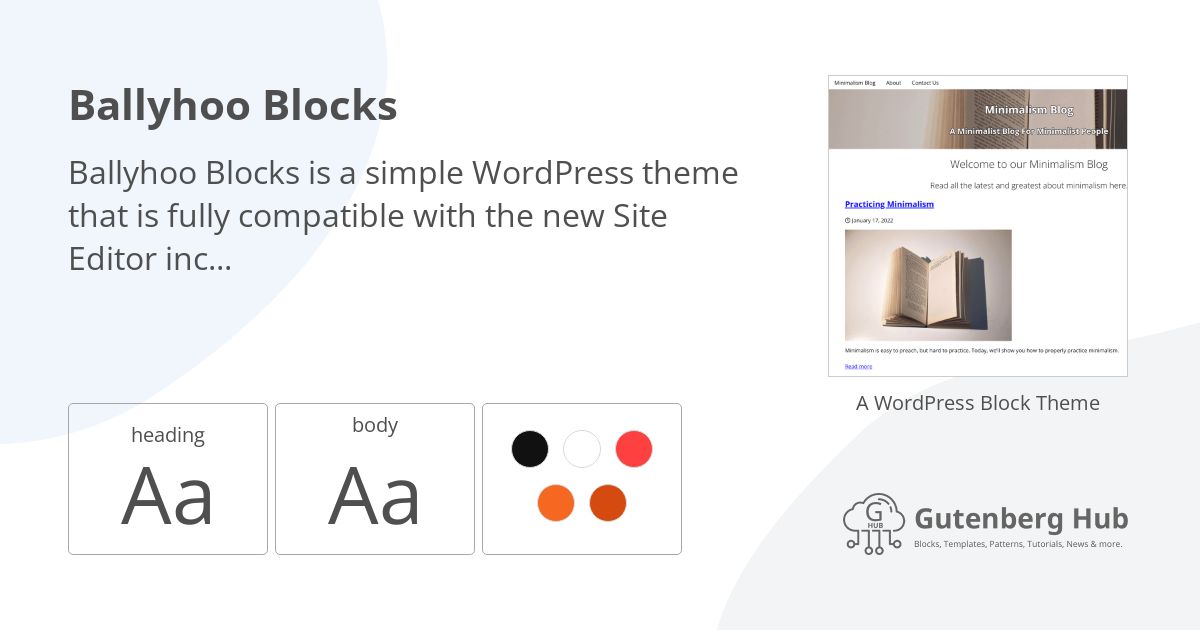 Ballyhoo Blocks
Ballyhoo Blocks is a simple WordPress theme
that is fully compatible with the new Site
Editor inc...
heading
Aa
body
Aa
Minimalism Blog About Contact Us
Minimalism Blog
A Minimalist Blog For Minimalist People
Welcome to our Minimalism Blog
Read all the latest and greatest about minimalism here.
Practicing Minimalism
January 17, 2022
Minimalism is easy to preach, but hard to practice. Today, we'll show you how to properly practice minimalism.
Read more
A WordPress Block Theme
G
HUB
Gutenberg Hub
Blocks, Templates, Patterns, Tutorials, News & more.